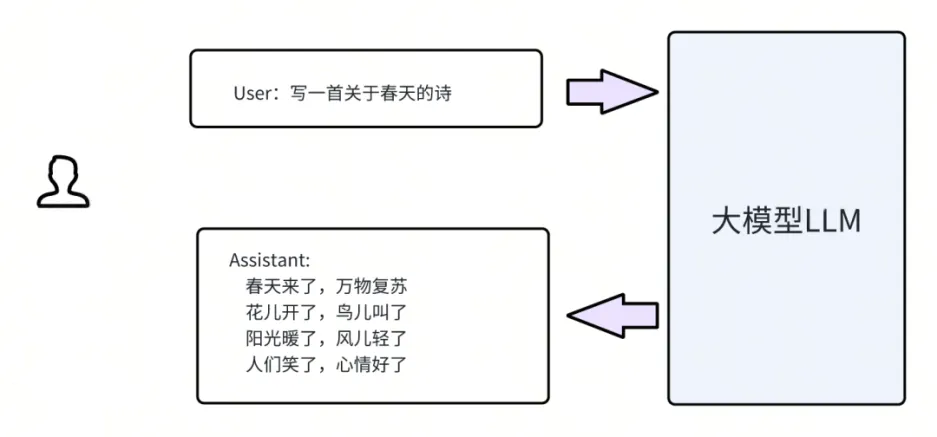 User：写一首关于春天的诗
大模型LLM
Assistant:
春天来了，万物复苏
花儿开了，鸟儿叫了
阳光暖了，风儿轻了
人们笑了，心情好了